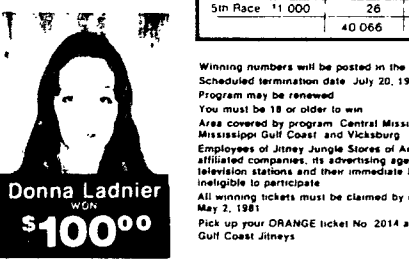 5th Race $1 000 26
40 066
Winning numbers will be posted in the
Scheduled termination date July 20, 19
Program may be renewed
You must be 18 or older to win
Area covered by program Central Missi
Mississippi Gulf Coast and Vicksburg
Employees of Jitney Jungle Stores of A
affiliated companies, its advertising age
television stations and their immediate
ineligible to participate
All winning tickets must be claimed by
May 2, 1981
Pick up your ORANGE ticket No 2014 a
Gulf Coast Jitneys
Donna Ladnier
WON
$10000